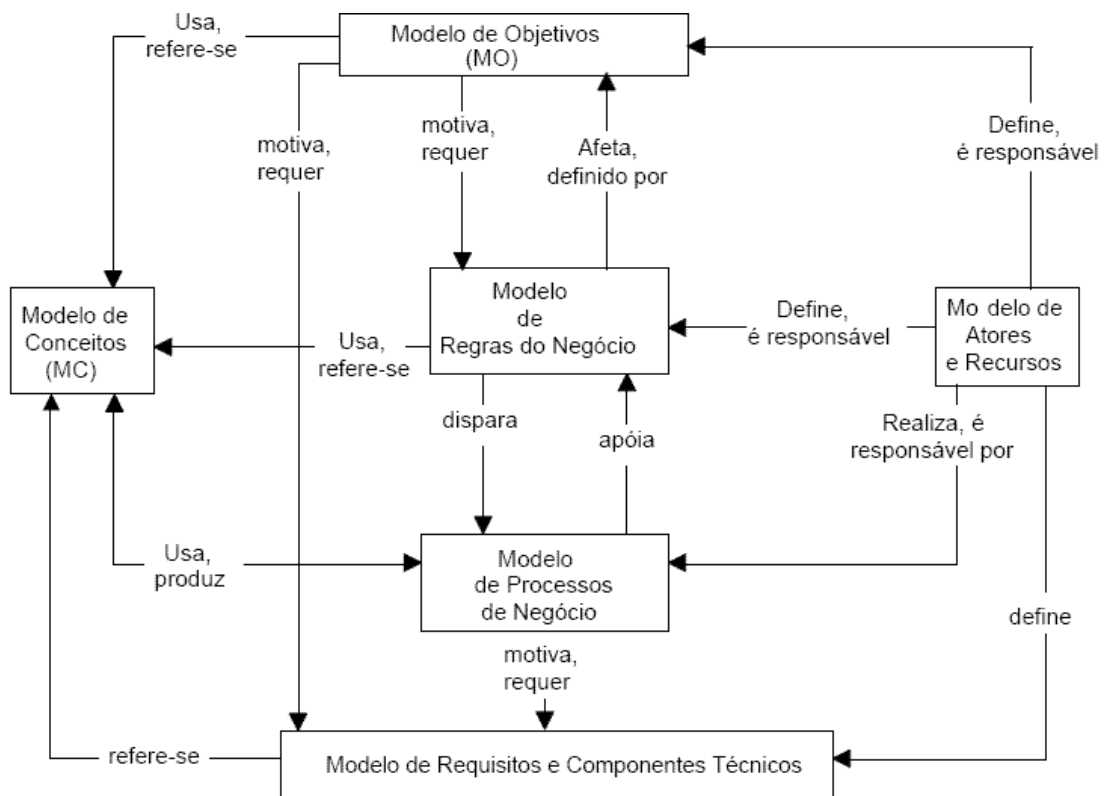 Usa,
refere-se
Modelo de Objetivos
(MO)
motiva,
requer
motiva,
requer
Afeta,
definido por
Define,
é responsável
Modelo de
Conceitos
(MC)
Usa,
refere-se
Modelo
de
Regras do Negócio
Define,
é responsável
Mo delo de
Atores
e Recursos
dispara
apóia
Realiza, é
responsável por
Usa,
produz
Modelo
de Processos
de Negócio
define
motiva,
requer
refere-se
Modelo de Requisitos e Componentes Técnicos